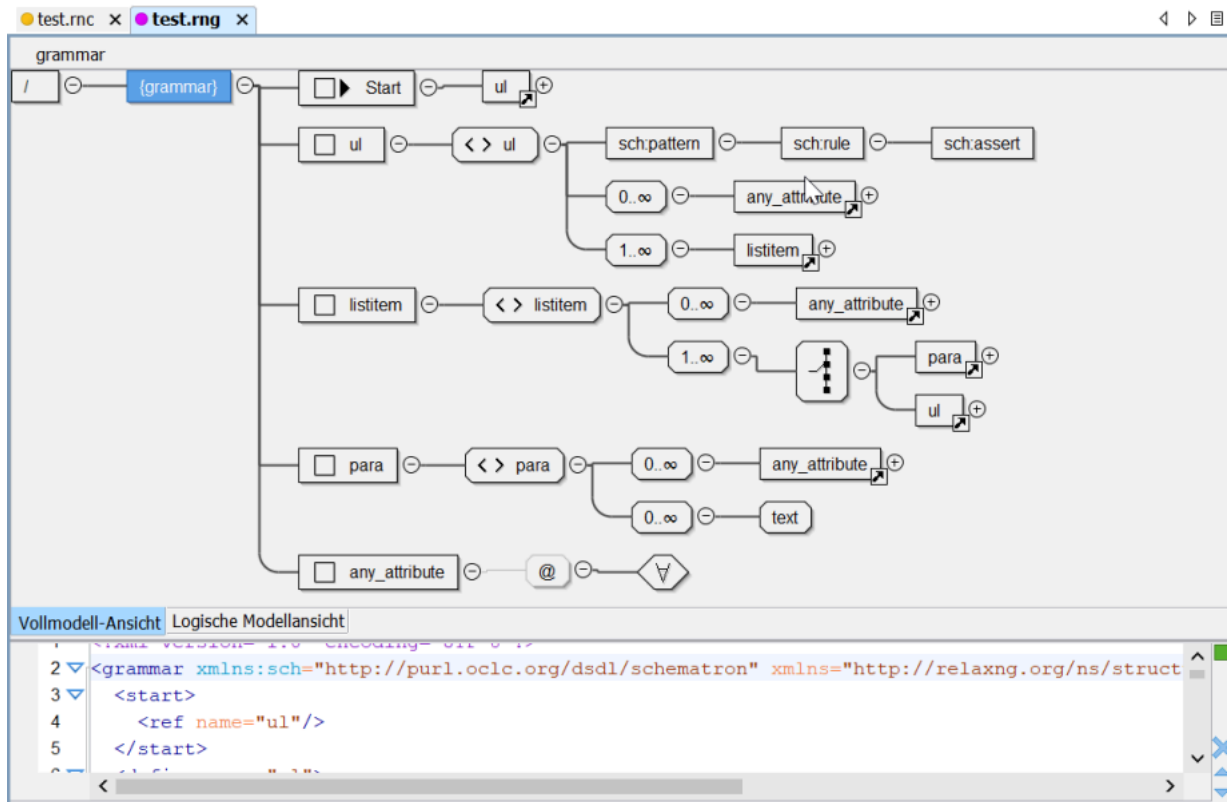 test.rnc × test.rng ×
grammar
/ {grammar} Start ul
ul < > ul sch:pattern sch:rule sch:assert
0..∞ any_attribute
1..∞ listitem
listitem < > listitem 0..∞ any_attribute
1..∞ para
ul
para < > para 0..∞ any_attribute
0..∞ text
any_attribute @ ∀
Vollmodell-Ansicht Logische Modellansicht
2 <grammar xmlns:sch="http://purl.oclc.org/dsdl/schematron" xmlns="http://relaxng.org/ns/struct
3 <start>
4 <ref name="ul"/>
5 </start>